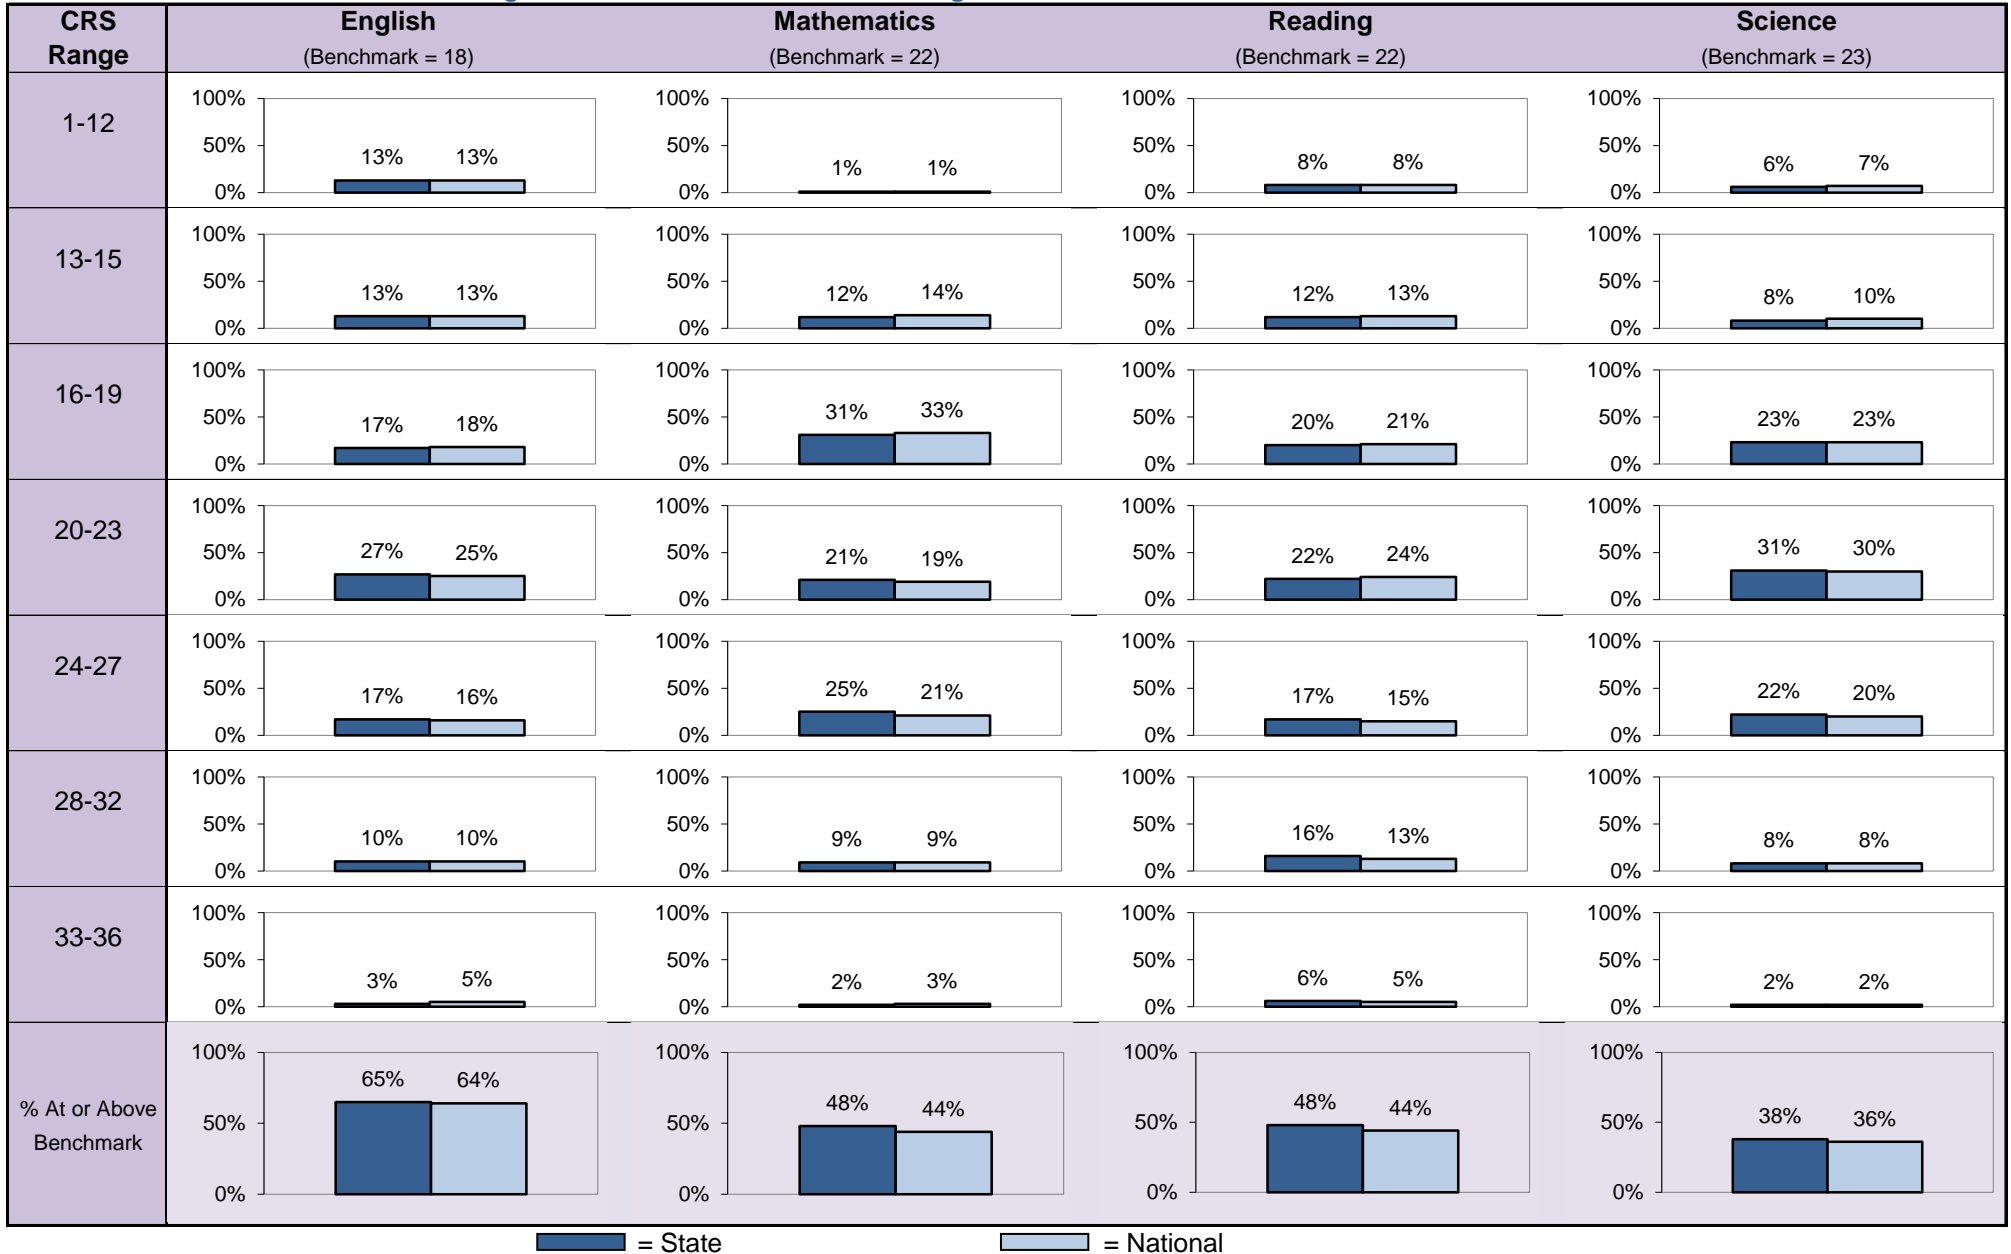 CRS Range English Mathematics Reading Science
(Benchmark = 18) (Benchmark = 22) (Benchmark = 22) (Benchmark = 23)
1-12
100% 100% 100% 100%
50% 13% 13% 50% 1% 1% 50% 8% 8% 50% 6% 7%
0% 0% 0% 0%
13-15
100% 100% 100% 100%
50% 13% 13% 50% 12% 14% 50% 12% 13% 50% 8% 10%
0% 0% 0% 0%
16-19
100% 100% 100% 100%
50% 17% 18% 50% 31% 33% 50% 20% 21% 50% 23% 23%
0% 0% 0% 0%
20-23
100% 100% 100% 100%
50% 27% 25% 50% 21% 19% 50% 22% 24% 50% 31% 30%
0% 0% 0% 0%
24-27
100% 100% 100% 100%
50% 17% 16% 50% 25% 21% 50% 17% 15% 50% 22% 20%
0% 0% 0% 0%
28-32
100% 100% 100% 100%
50% 10% 10% 50% 9% 9% 50% 16% 13% 50% 8% 8%
0% 0% 0% 0%
33-36
100% 100% 100% 100%
50% 3% 5% 50% 2% 3% 50% 6% 5% 50% 2% 2%
0% 0% 0% 0%
% At or Above
Benchmark
100% 100% 100% 100%
65% 64% 48% 44% 48% 44% 38% 36%
50% 50% 50% 50%
0% 0% 0% 0%
= State = National